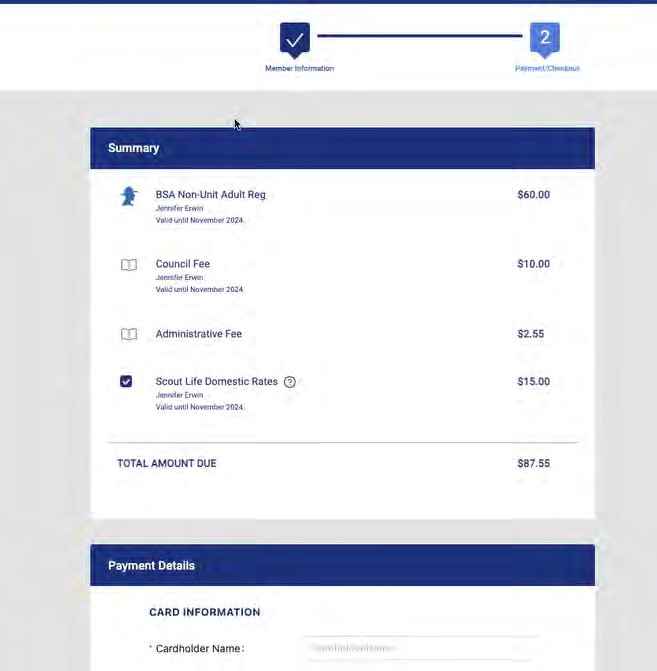 2
Member Information
Payment/Checkout
Summary
BSA Non-Unit Adult Reg $60.00
Jennifer Erwin
Valid until November 2024.
Council Fee $10.00
Jennifer Erwin
Valid until November 2024.
Administrative Fee $2.55
Scout Life Domestic Rates ? $15.00
Jennifer Erwin
Valid until November 2024.
TOTAL AMOUNT DUE $87.55
Payment Details
CARD INFORMATION
* Cardholder Name: